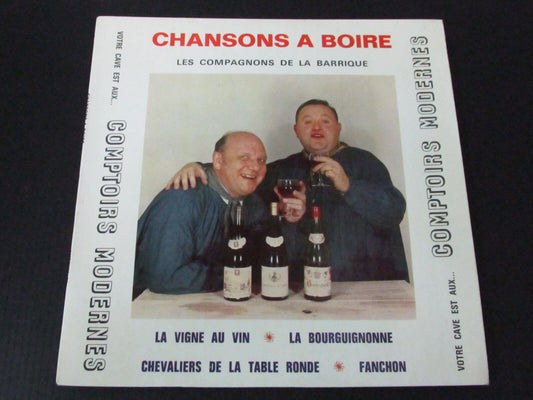 CHANSONS A BOIRE
LES COMPAGNONS DE LA BARRIQUE
VOTRE CAVE EST AUX...
COMPTOIRS MODERNES
COMPTOIRS MODERNES
VOTRE CAVE EST AUX...
LA VIGNE AU VIN * LA BOURGUIGNONNE
CHEVALIERS DE LA TABLE RONDE * FANCHON